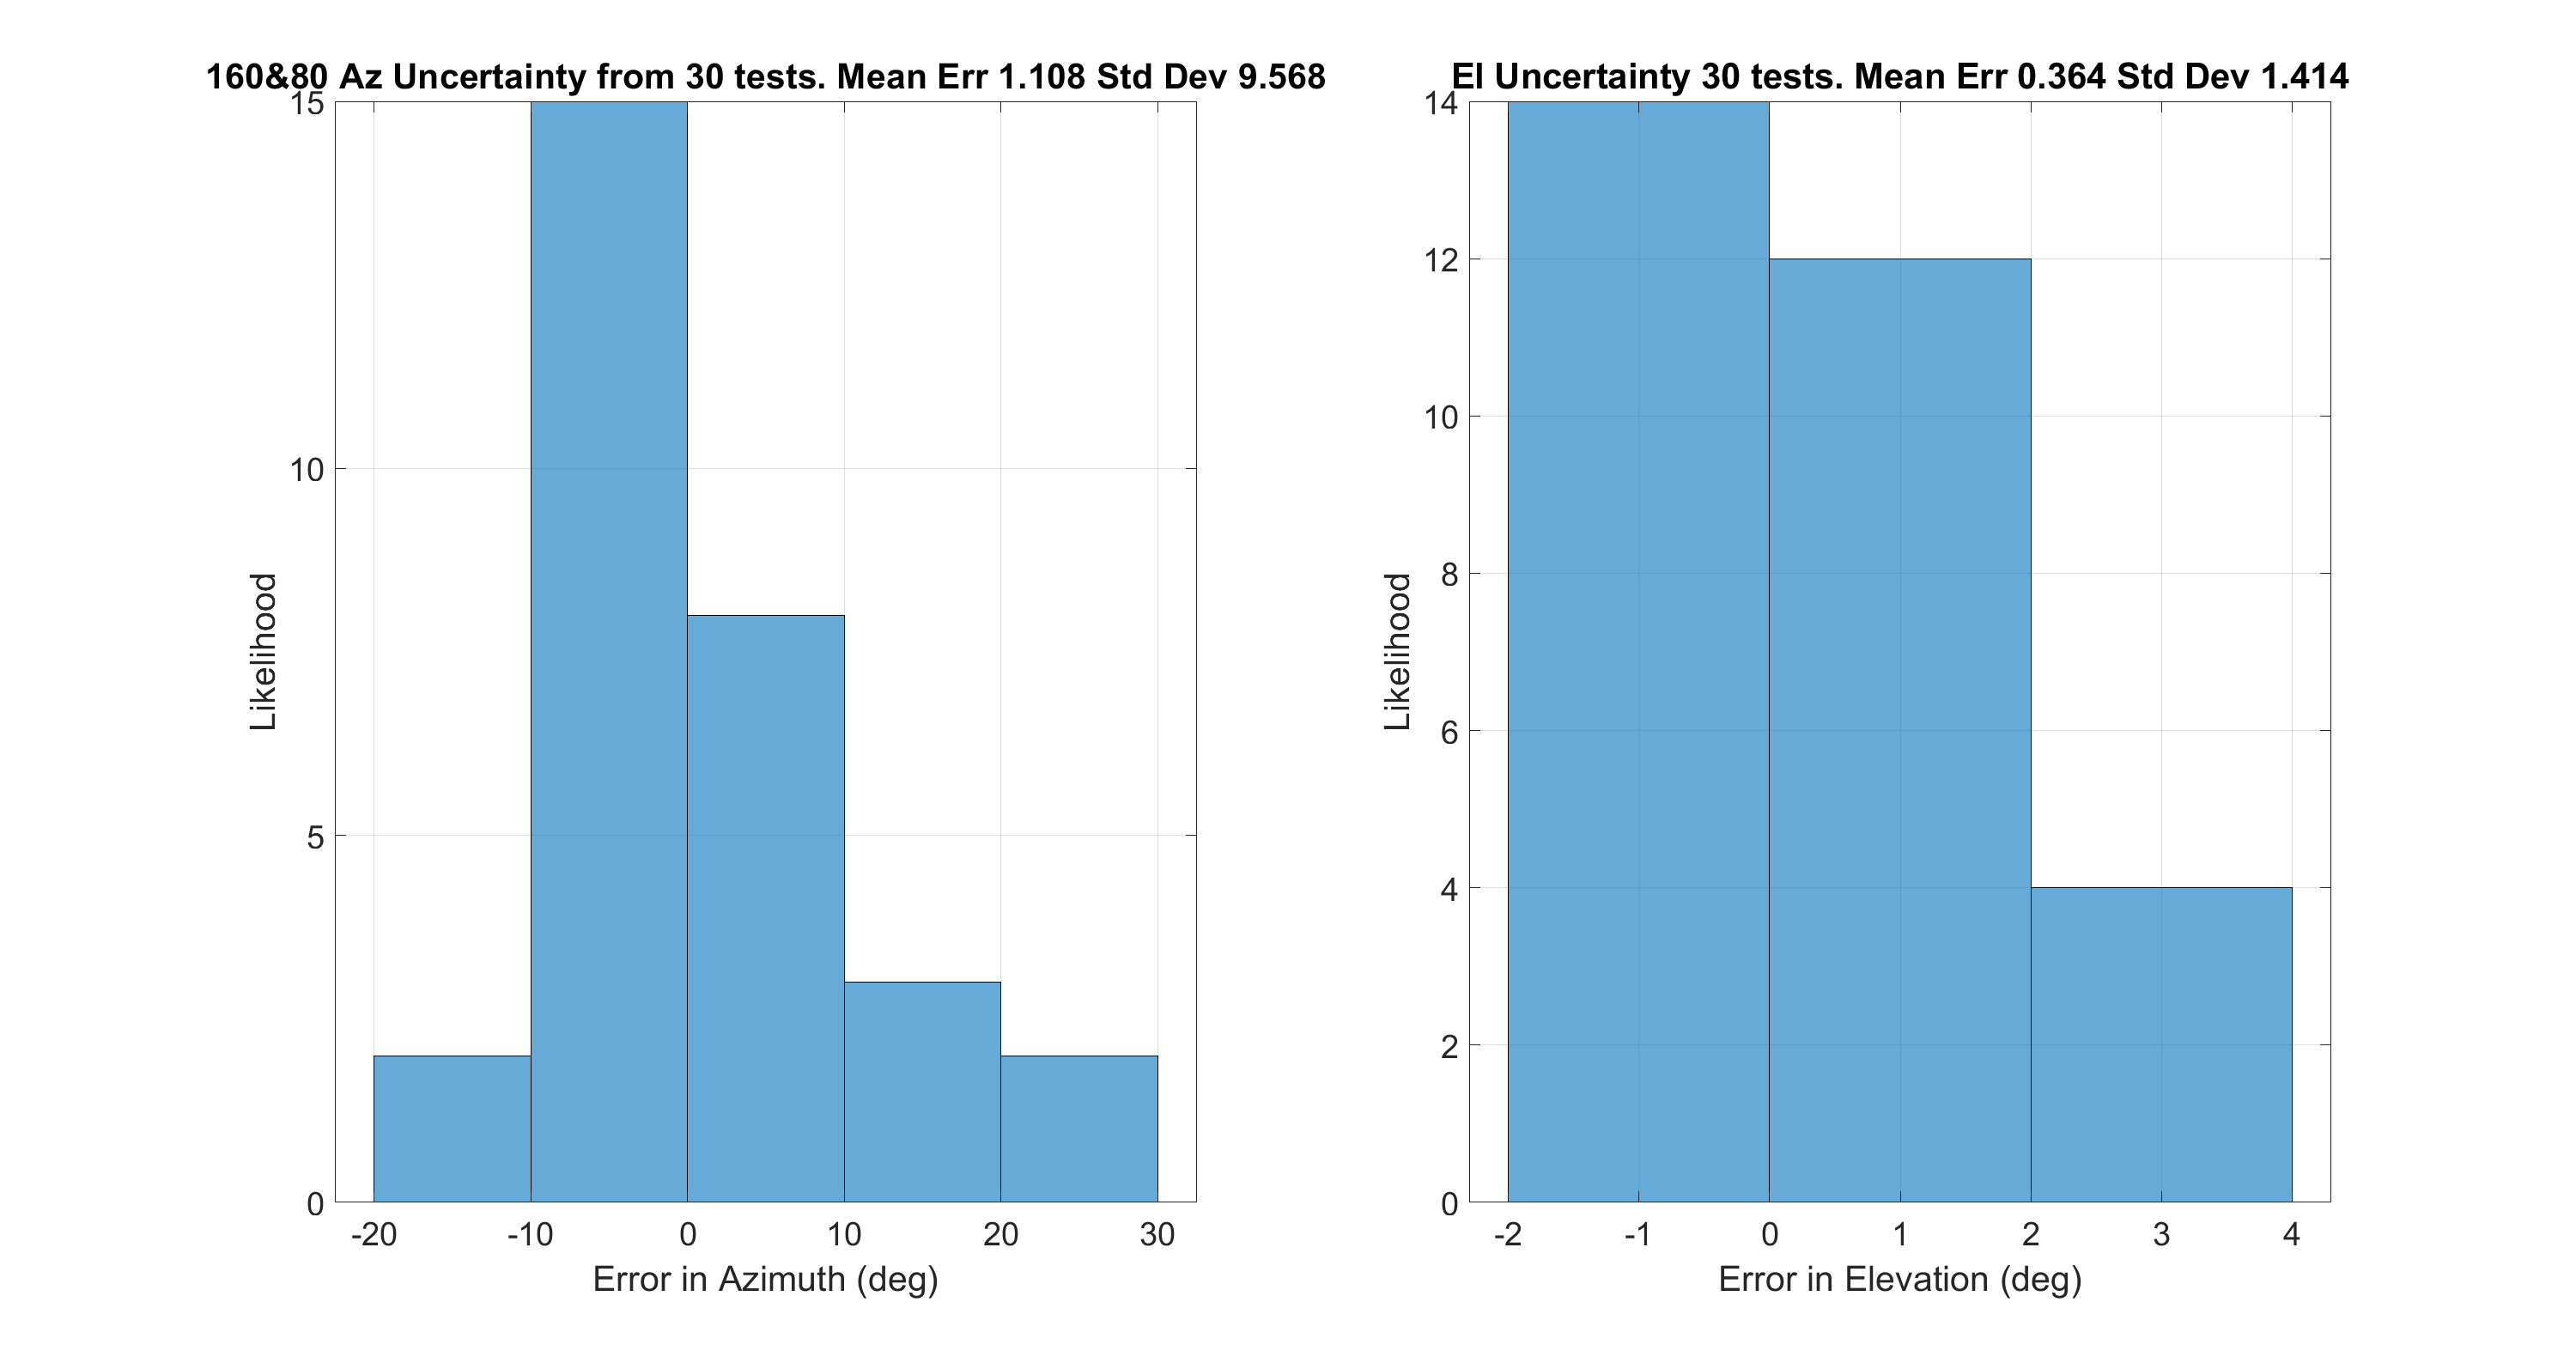 160&80 Az Uncertainty from 30 tests. Mean Err 1.108 Std Dev 9.568
15
10
5
0
Likelihood
-20 -10 0 10 20 30
Error in Azimuth (deg)
El Uncertainty 30 tests. Mean Err 0.364 Std Dev 1.414
14
12
10
8
6
4
2
0
Likelihood
-2 -1 0 1 2 3 4
Error in Elevation (deg)